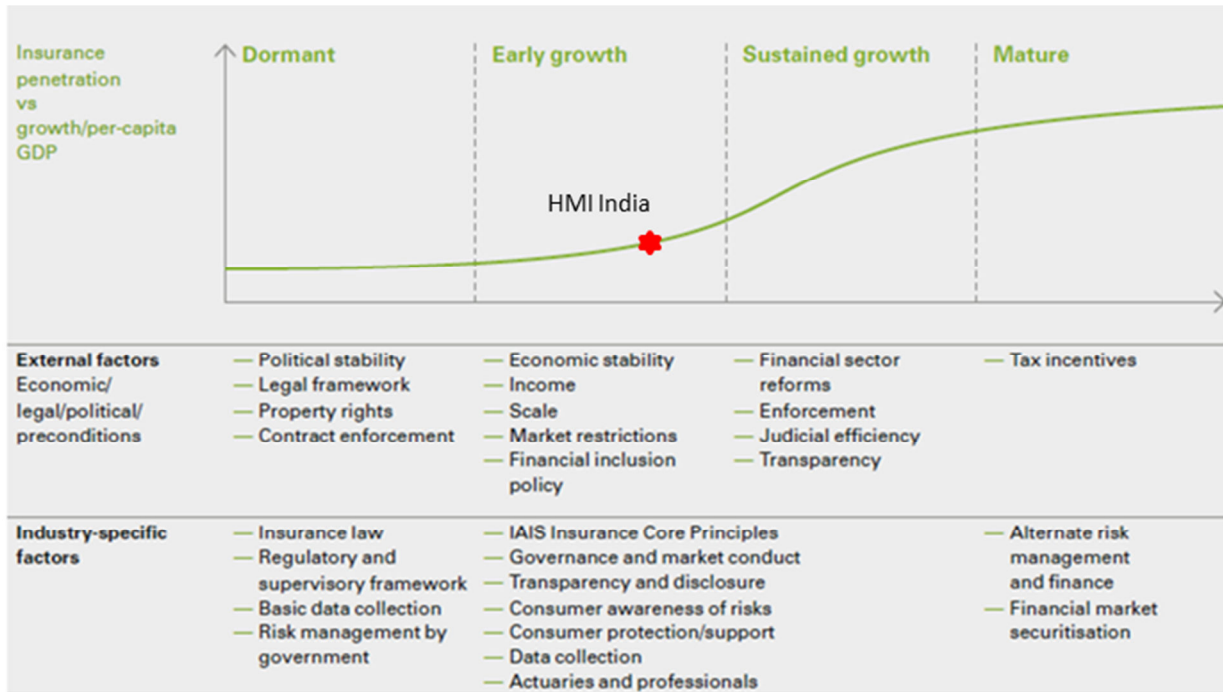 Insurance
penetration
vs
growth/per-capita
GDP
Dormant
Early growth
Sustained growth
Mature
HMI India
External factors
Economic/
legal/political/
preconditions
— Political stability
— Legal framework
— Property rights
— Contract enforcement
— Economic stability
— Income
— Scale
— Market restrictions
— Financial inclusion
policy
— Financial sector
reforms
— Enforcement
— Judicial efficiency
— Transparency
— Tax incentives
Industry-specific
factors
— Insurance law
— Regulatory and
supervisory framework
— Basic data collection
— Risk management by
government
— IAIS Insurance Core Principles
— Governance and market conduct
— Transparency and disclosure
— Consumer awareness of risks
— Consumer protection/support
— Data collection
— Actuaries and professionals
— Alternate risk
management
and finance
— Financial market
securitisation